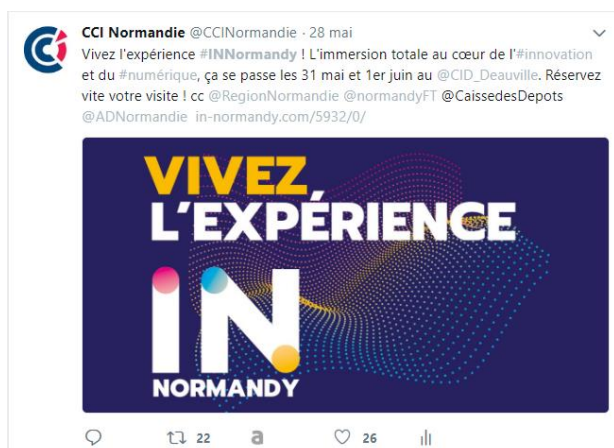 CCI Normandie @CCINormandie · 28 mai
Vivez l'expérience #INNormandy ! L'immersion totale au cœur de l'#innovation
et du #numérique, ça se passe les 31 mai et 1er juin au @CID_Deauville. Réservez
vite votre visite ! cc @RegionNormandie @normandyFT @CaissedesDepots
@ADNormandie in-normandy.com/5932/0/
VIVEZ
L'EXPÉRIENCE
IN
NORMANDY
22 a 26